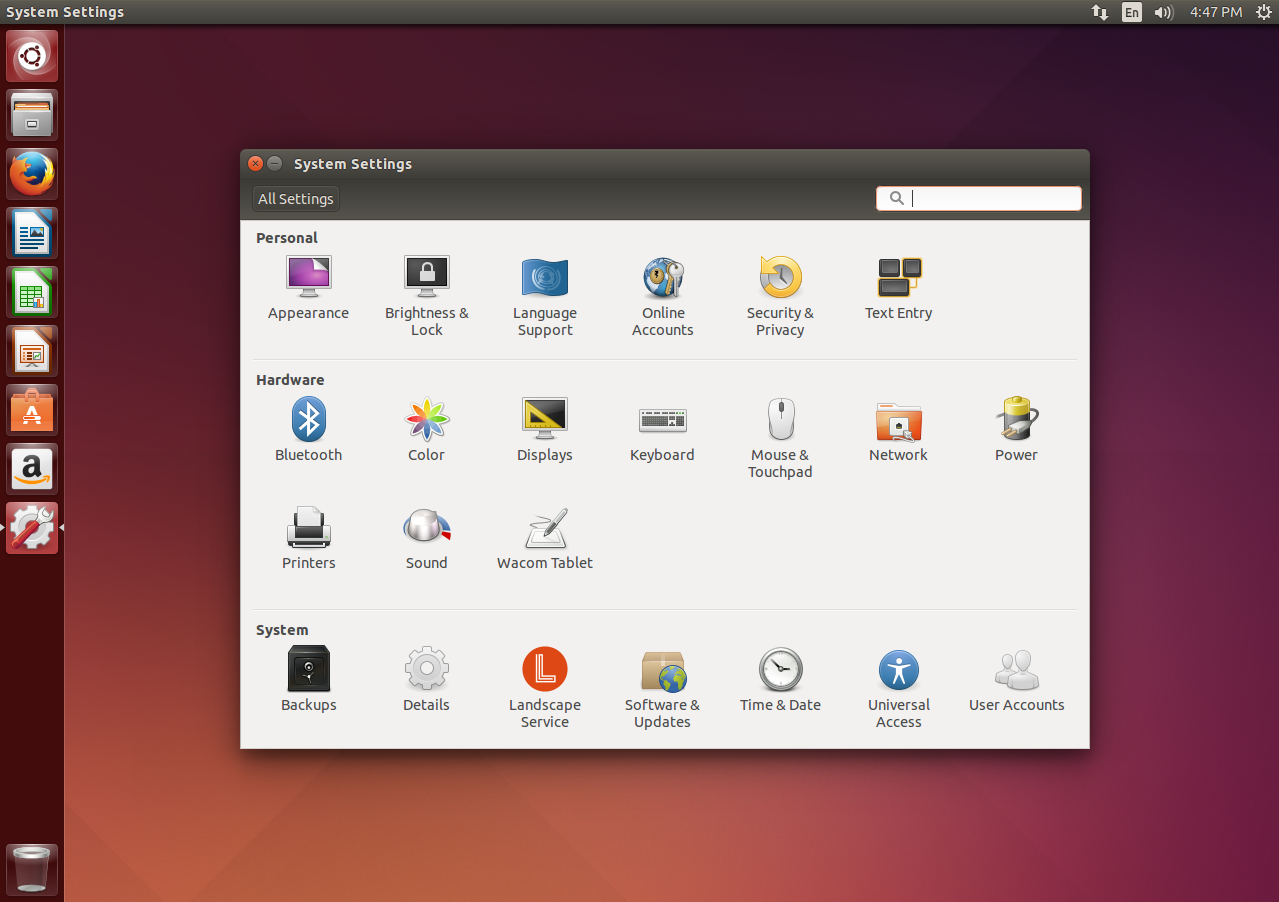 System Settings
En
4:47 PM
System Settings
All Settings
Personal
Appearance
Brightness &
Lock
Language
Support
Online
Accounts
Security &
Privacy
Text Entry
Hardware
Bluetooth
Color
Displays
Keyboard
Mouse &
Touchpad
Network
Power
Printers
Sound
Wacom Tablet
System
Backups
Details
Landscape
Service
Software &
Updates
Time & Date
Universal
Access
User Accounts